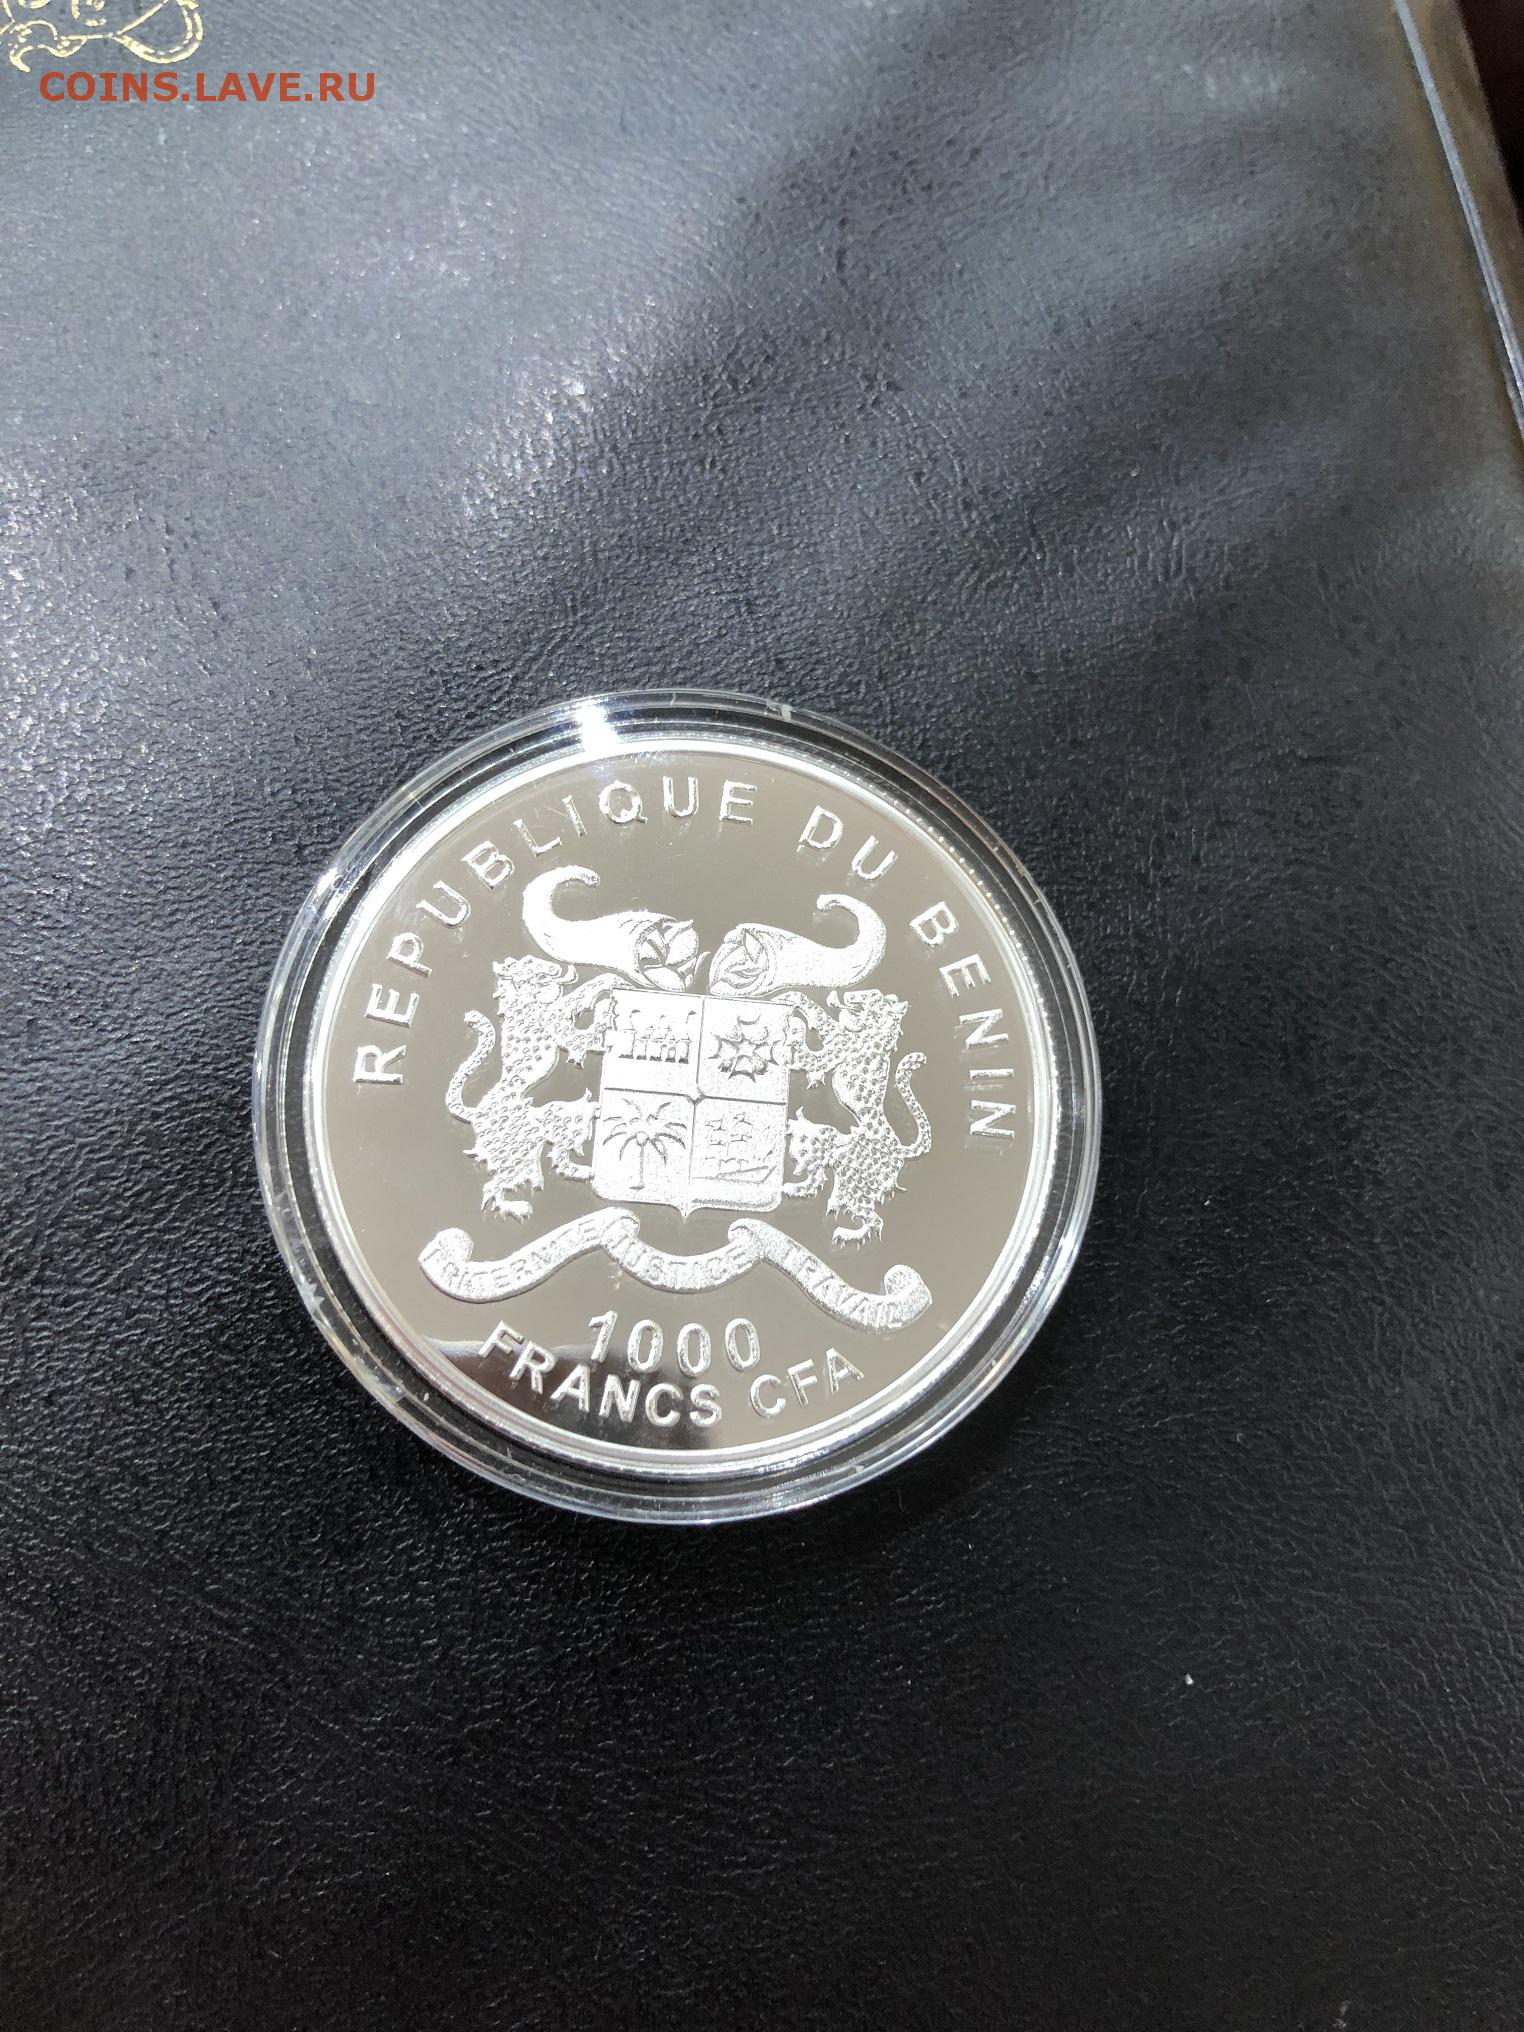 COINS.LAVE.RU
REPUBLIQUE DU BENIN
FRATERNITE JUSTICE TRAVAIL
1000
FRANCS CFA